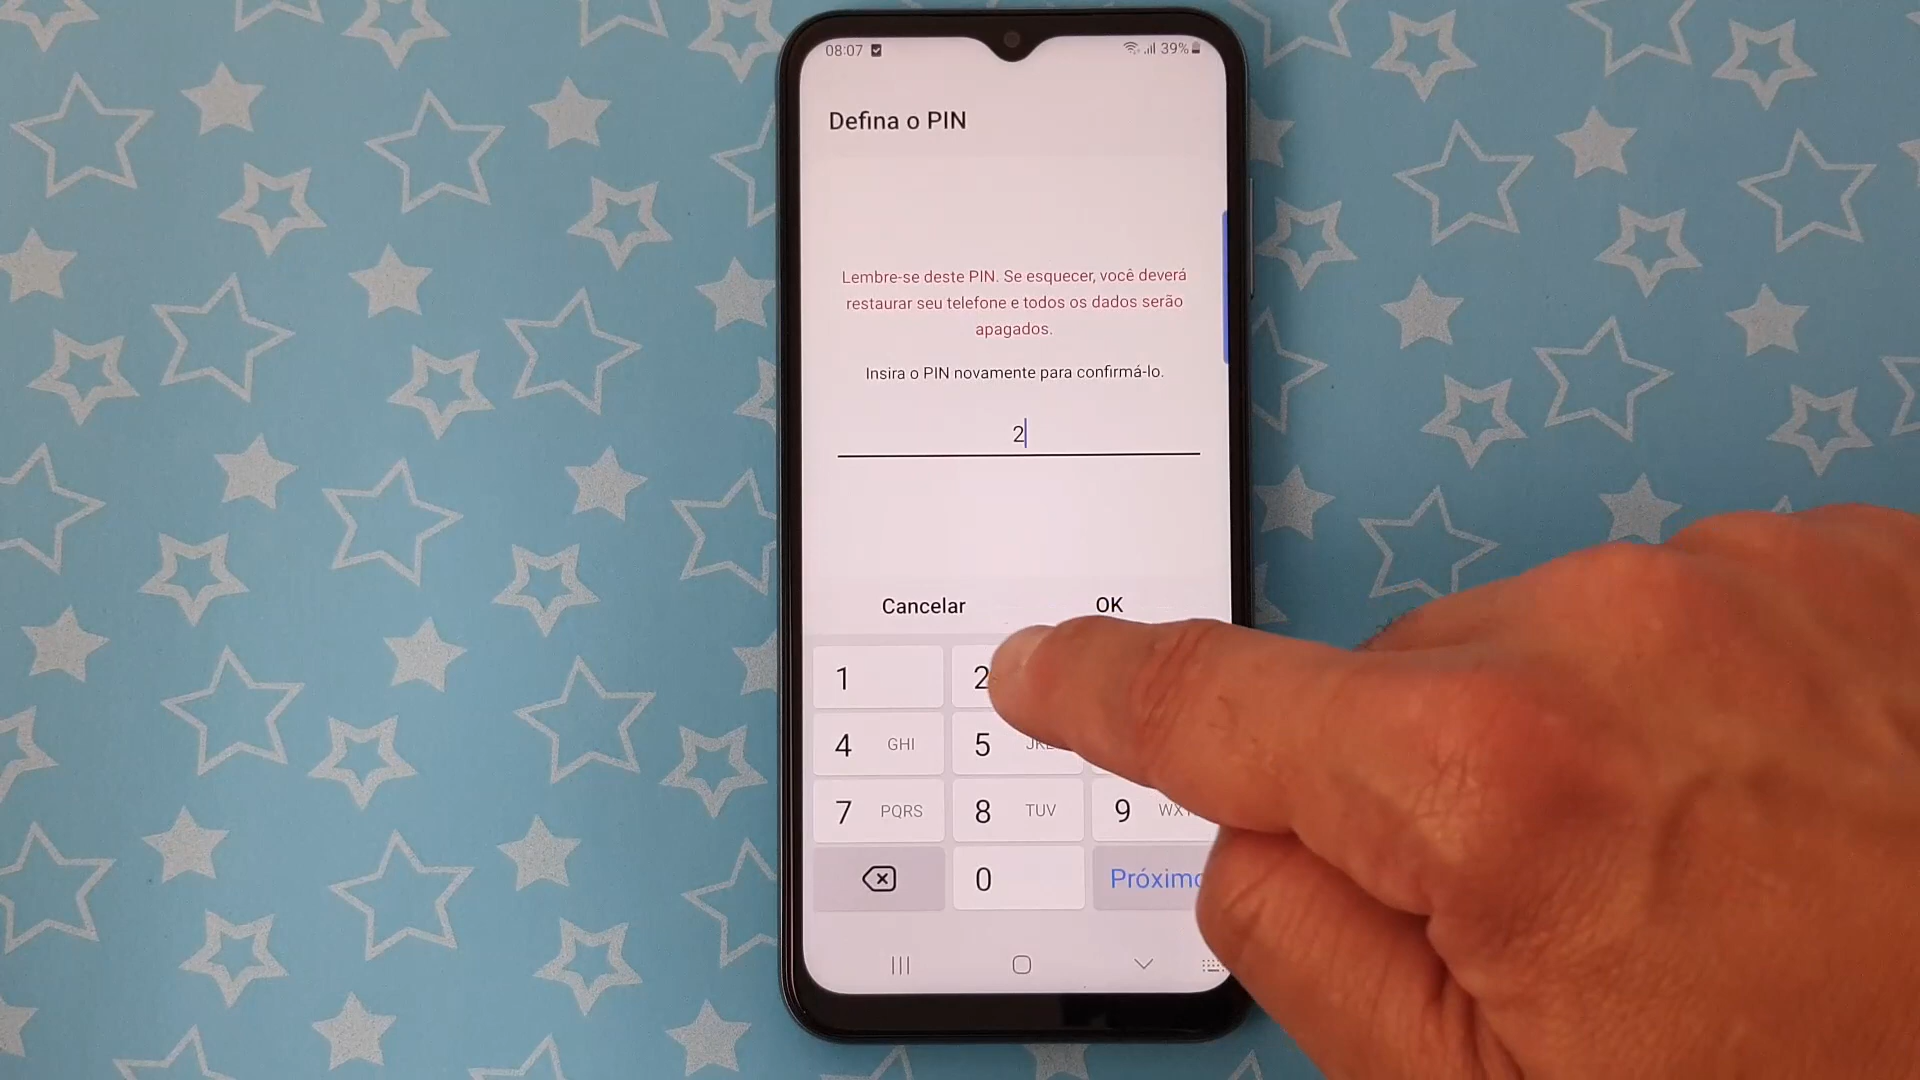 08:07
39%
Defina o PIN
Lembre-se deste PIN. Se esquecer, você deverá
restaurar seu telefone e todos os dados serão
apagados.
Insira o PIN novamente para confirmá-lo.
2
Cancelar OK
1 2
4 GHI 5
7 PQRS 8 TUV 9
0